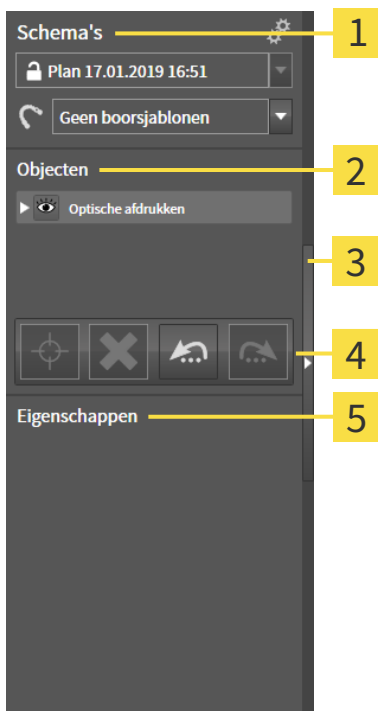 Schema's
1
Plan 17.01.2019 16:51
Geen boorsjablonen
Objecten
2
Optische afdrukken
3
4
Eigenschappen
5